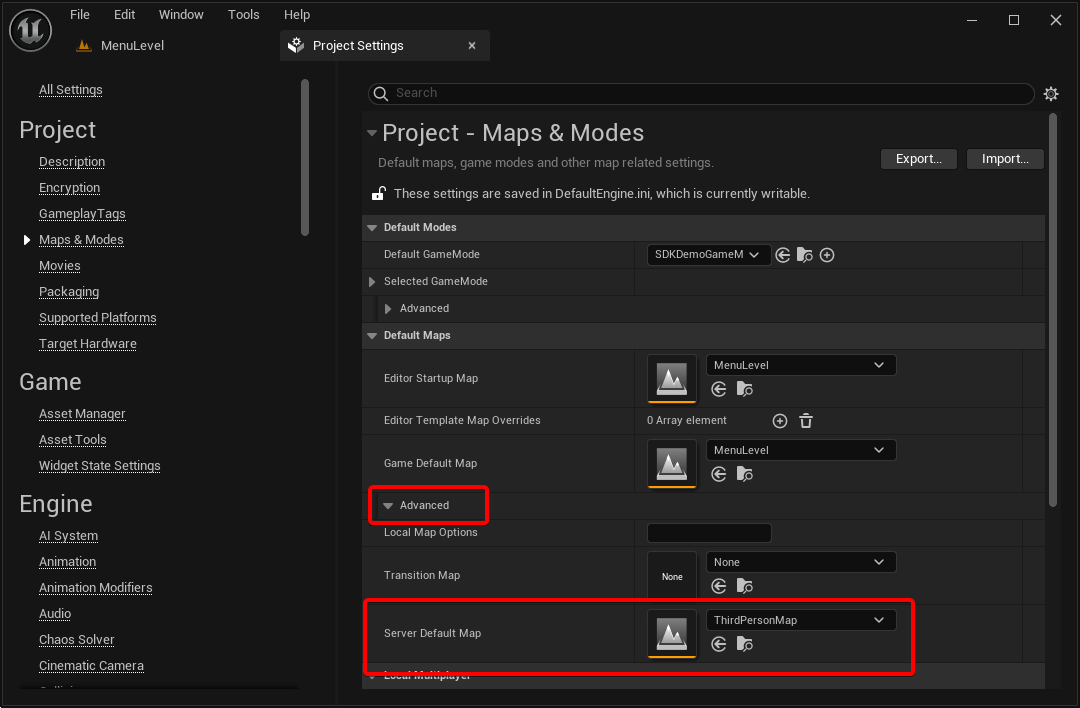 File Edit Window Tools Help
MenuLevel
Project Settings
All Settings
Project
Description
Encryption
GameplayTags
Maps & Modes
Movies
Packaging
Supported Platforms
Target Hardware
Game
Asset Manager
Asset Tools
Widget State Settings
Engine
AI System
Animation
Animation Modifiers
Audio
Chaos Solver
Cinematic Camera
Search
Project - Maps & Modes
Default maps, game modes and other map related settings.
Export...
Import...
These settings are saved in DefaultEngine.ini, which is currently writable.
Default Modes
Default GameMode
SDKDemoGameM
Selected GameMode
Advanced
Default Maps
Editor Startup Map
MenuLevel
Editor Template Map Overrides
0 Array element
Game Default Map
MenuLevel
Advanced
Local Map Options
Transition Map
None
None
Server Default Map
ThirdPersonMap
Local Multiplayer